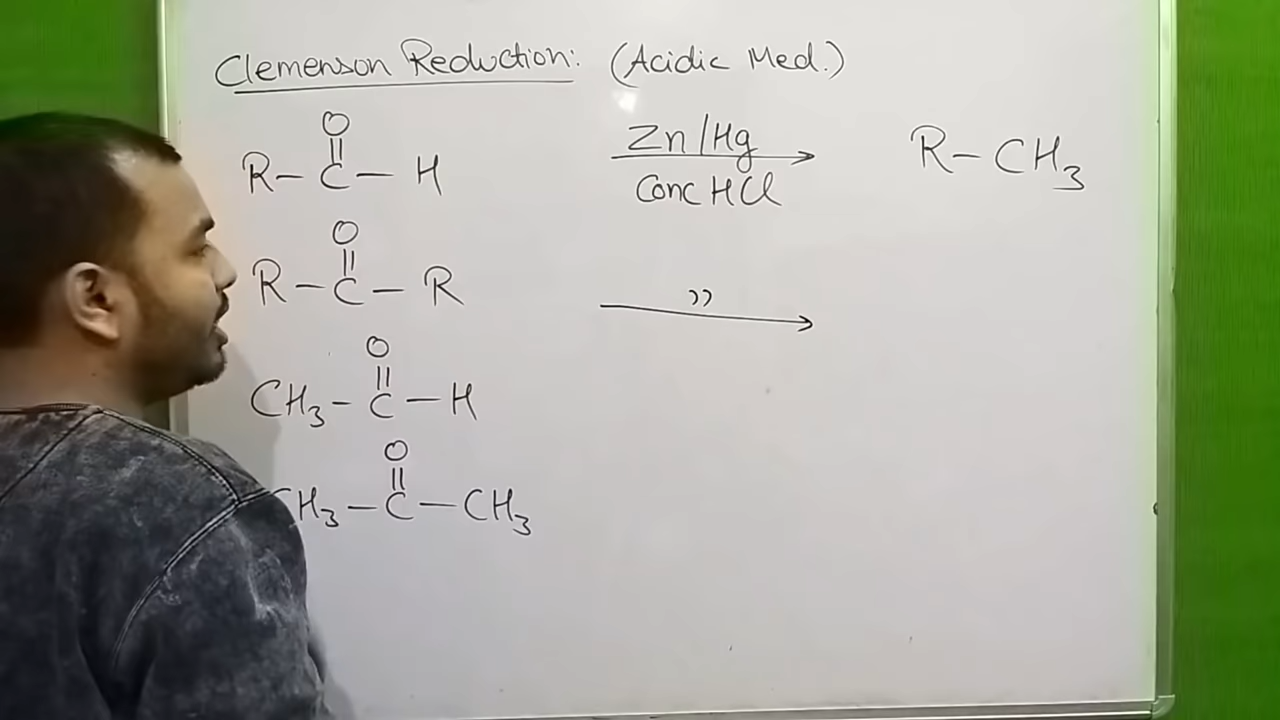 Clemenson Reduction: (Acidic Med.)
O
||
R—C—H Zn/Hg Conc HCl → R—CH₃
O
||
R—C—R ,, →
O
||
CH₃—C—H
O
||
CH₃—C—CH₃